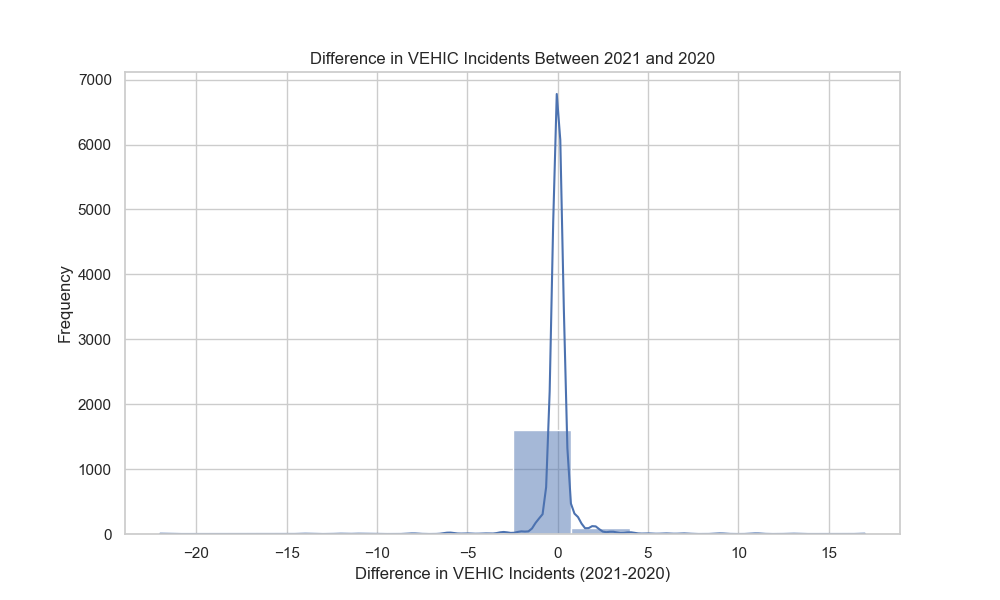 Difference in VEHIC Incidents Between 2021 and 2020
7000
6000
5000
4000
3000
2000
1000
0
Frequency
−20 −15 −10 −5 0 5 10 15
Difference in VEHIC Incidents (2021-2020)